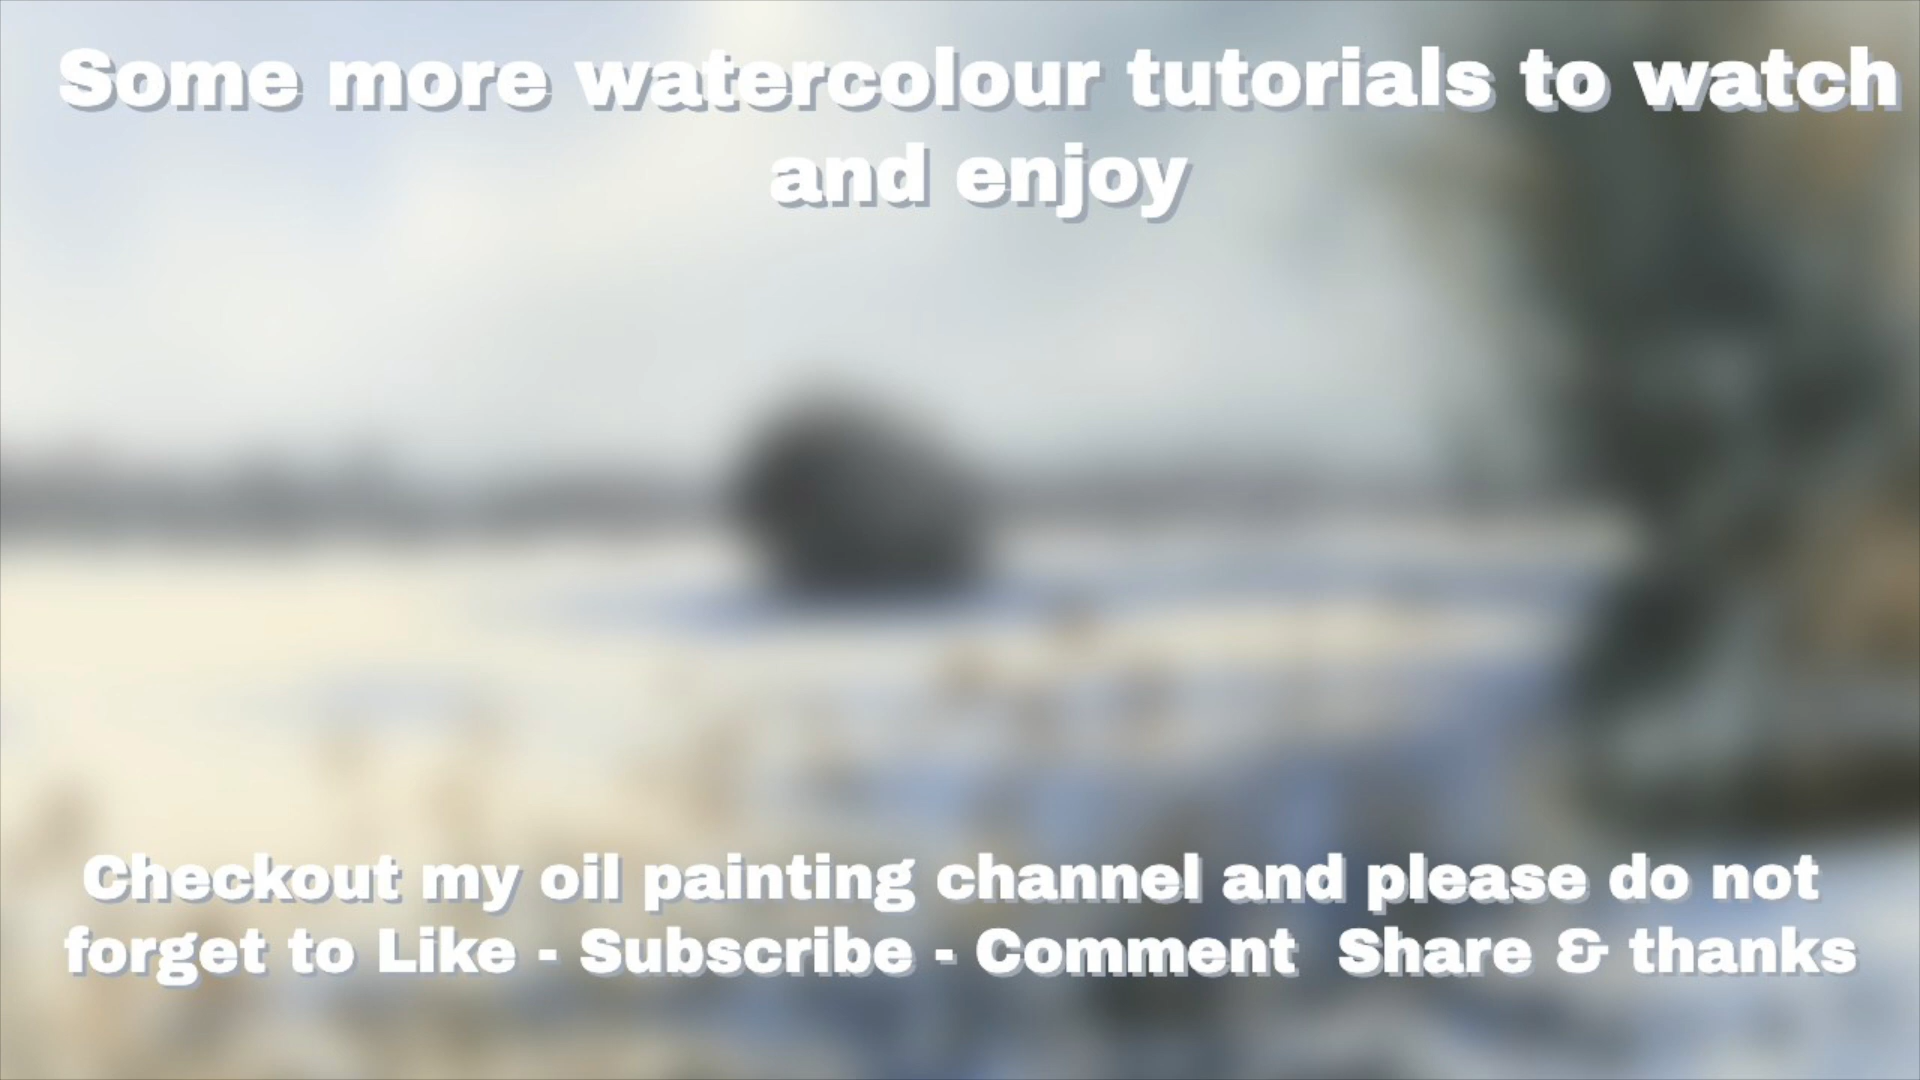 Some more watercolour tutorials to watch
and enjoy
Checkout my oil painting channel and please do not
forget to Like - Subscribe - Comment  Share & thanks